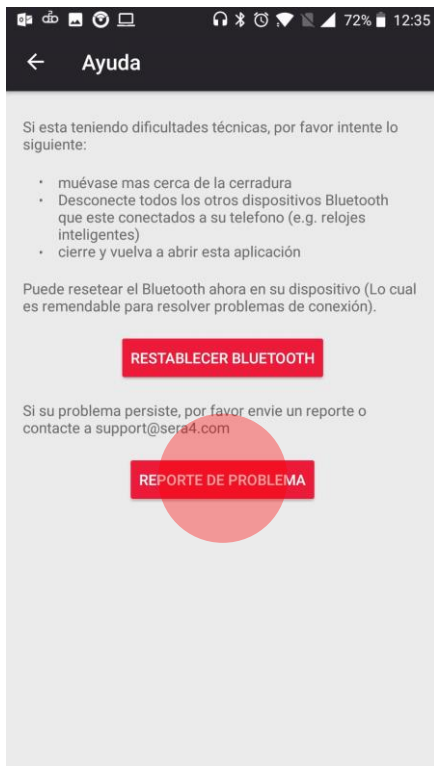 72% 12:35
Ayuda
Si esta teniendo dificultades técnicas, por favor intente lo
siguiente:
· muévase mas cerca de la cerradura
· Desconecte todos los otros dispositivos Bluetooth
que este conectados a su telefono (e.g. relojes
inteligentes)
· cierre y vuelva a abrir esta aplicación
Puede resetear el Bluetooth ahora en su dispositivo (Lo cual
es remendable para resolver problemas de conexión).
RESTABLECER BLUETOOTH
Si su problema persiste, por favor envie un reporte o
contacte a support@sera4.com
REPORTE DE PROBLEMA